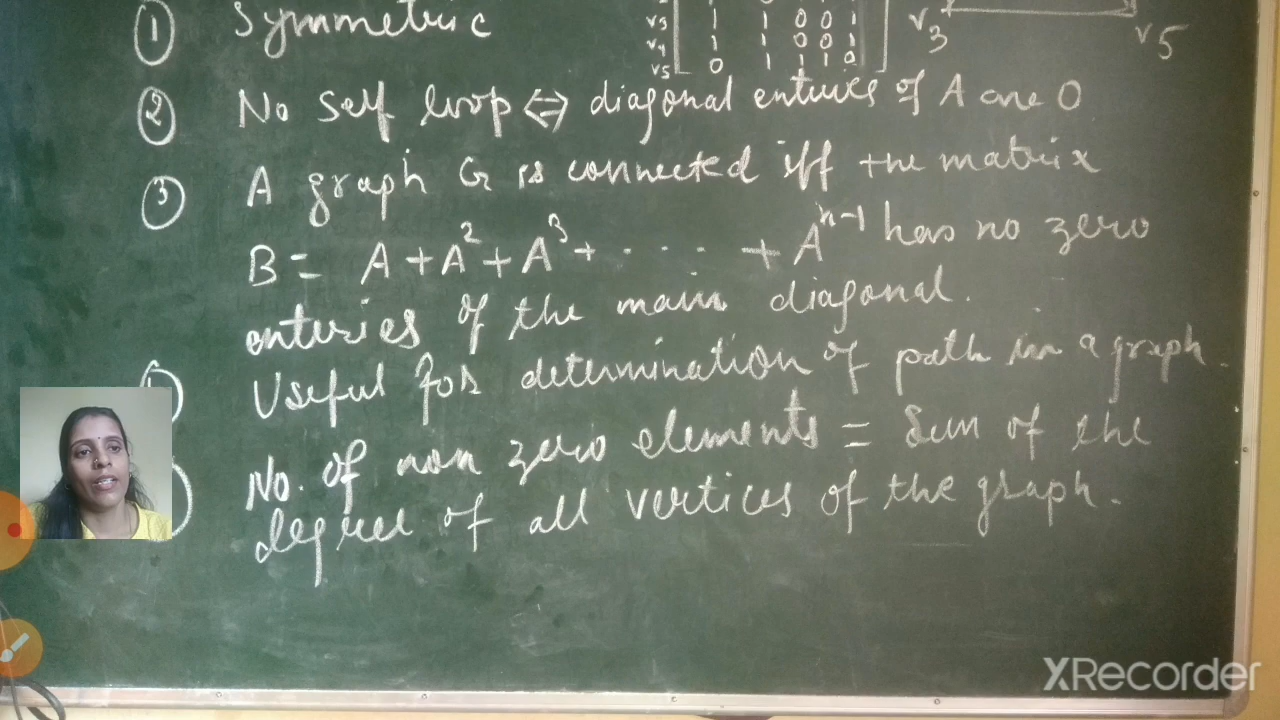 ① Symmetric
v3 1 1 0 0 1
v4 1 1 0 0 1
v5 0 1 1 1 0
v3 v5
② No Self loop ⇔ diagonal enteries of A are 0
③ A graph G is connected iff the matrix
B = A + A² + A³ + ..... + Aⁿ⁻¹ has no zero
enteries of the main diagonal.
Useful for determination of path in a graph.
No. of non zero elements = Sum of the
degree of all vertices of the graph.
XRecorder